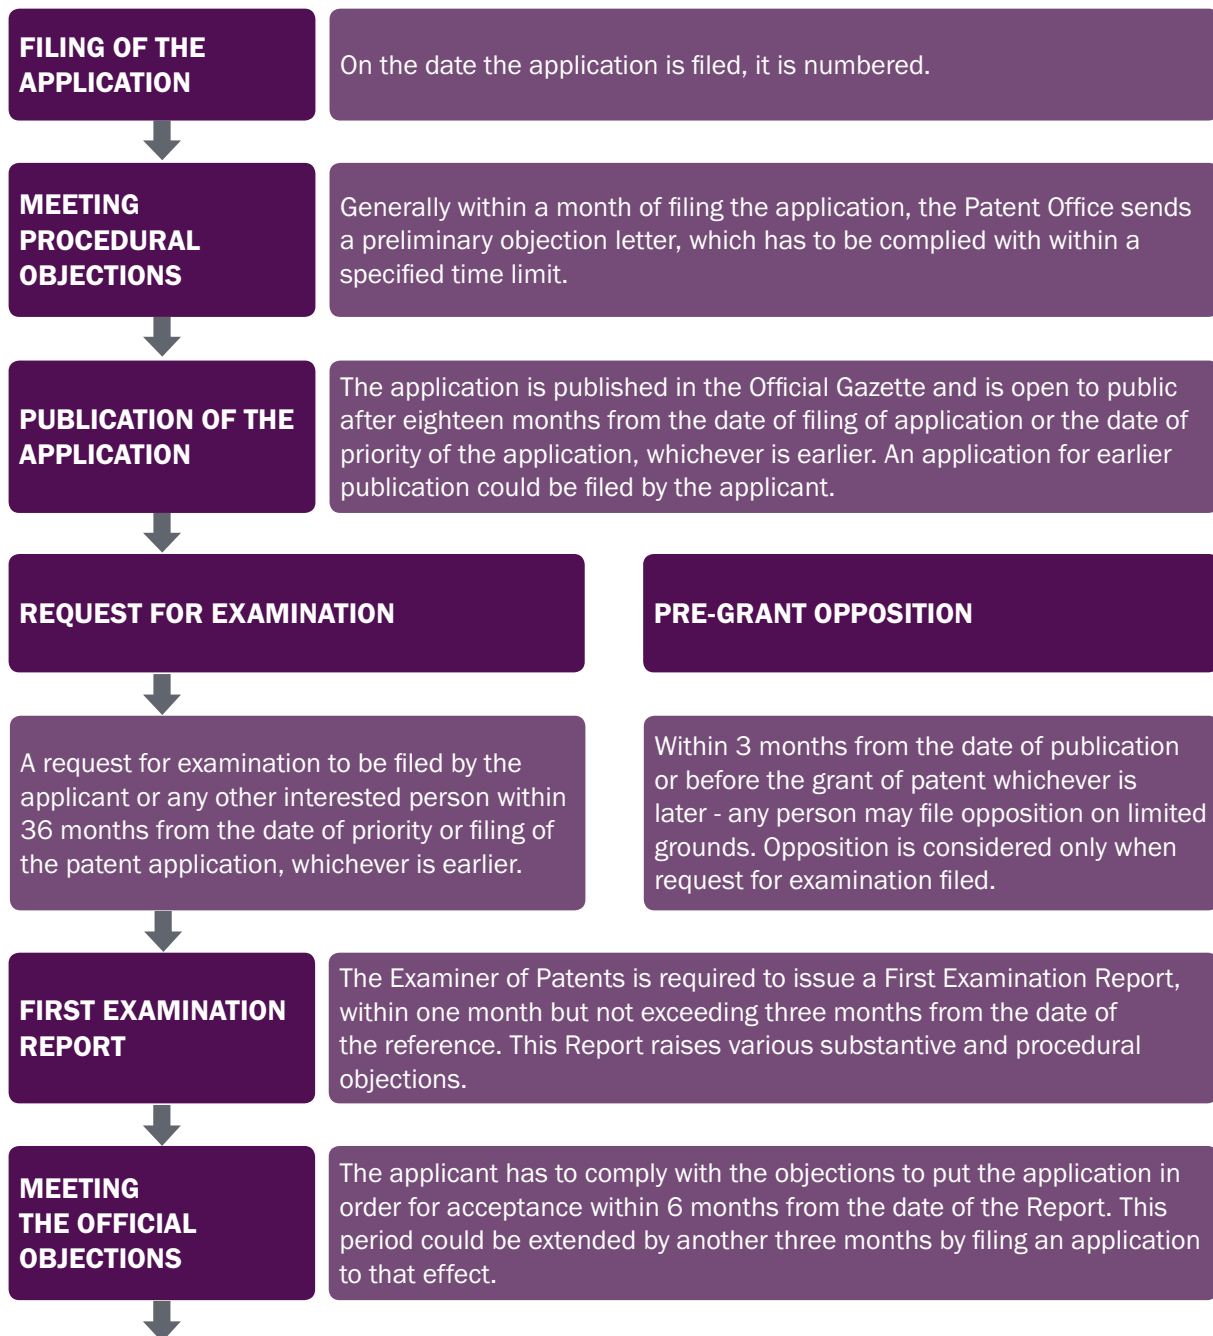 FILING OF THE
APPLICATION
On the date the application is filed, it is numbered.
MEETING
PROCEDURAL
OBJECTIONS
Generally within a month of filing the application, the Patent Office sends
a preliminary objection letter, which has to be complied with within a
specified time limit.
PUBLICATION OF THE
APPLICATION
The application is published in the Official Gazette and is open to public
after eighteen months from the date of filing of application or the date of
priority of the application, whichever is earlier. An application for earlier
publication could be filed by the applicant.
REQUEST FOR EXAMINATION
PRE-GRANT OPPOSITION
A request for examination to be filed by the
applicant or any other interested person within
36 months from the date of priority or filing of
the patent application, whichever is earlier.
Within 3 months from the date of publication
or before the grant of patent whichever is
later - any person may file opposition on limited
grounds. Opposition is considered only when
request for examination filed.
FIRST EXAMINATION
REPORT
The Examiner of Patents is required to issue a First Examination Report,
within one month but not exceeding three months from the date of
the reference. This Report raises various substantive and procedural
objections.
MEETING
THE OFFICIAL
OBJECTIONS
The applicant has to comply with the objections to put the application in
order for acceptance within 6 months from the date of the Report. This
period could be extended by another three months by filing an application
to that effect.